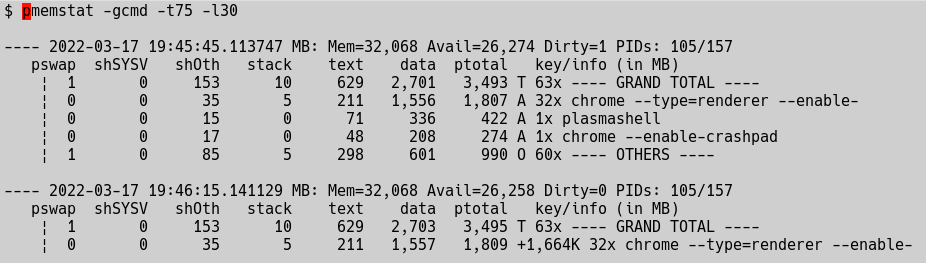 $ pmemstat -gcmd -t75 -l30
---- 2022-03-17 19:45:45.113747 MB: Mem=32,068 Avail=26,274 Dirty=1 PIDs: 105/157
pswap shSYSV shOth stack text data ptotal key/info (in MB)
¦ 1 0 153 10 629 2,701 3,493 T 63x ---- GRAND TOTAL ----
¦ 0 0 35 5 211 1,556 1,807 A 32x chrome --type=renderer --enable-
¦ 0 0 15 0 71 336 422 A 1x plasmashell
¦ 0 0 17 0 48 208 274 A 1x chrome --enable-crashpad
¦ 1 0 85 5 298 601 990 O 60x ---- OTHERS ----
---- 2022-03-17 19:46:15.141129 MB: Mem=32,068 Avail=26,258 Dirty=0 PIDs: 105/157
pswap shSYSV shOth stack text data ptotal key/info (in MB)
¦ 1 0 153 10 629 2,703 3,495 T 63x ---- GRAND TOTAL ----
¦ 0 0 35 5 211 1,557 1,809 +1,664K 32x chrome --type=renderer --enable-